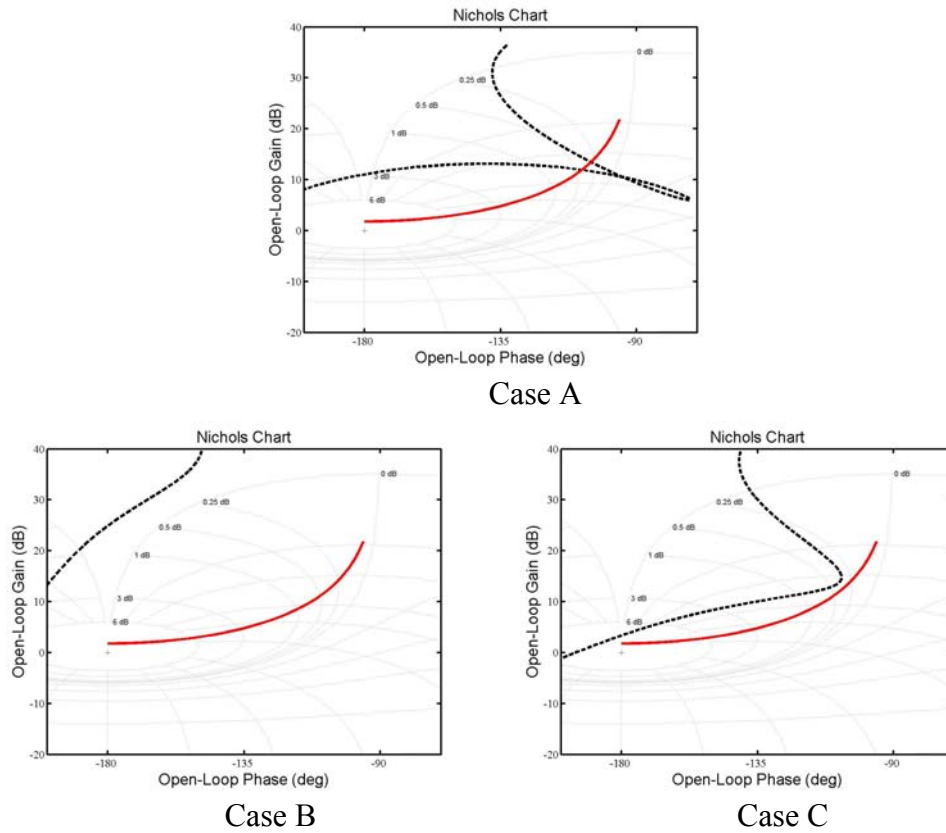 Nichols Chart
40
30
20
10
0
-10
-20
Open-Loop Gain (dB)
0 dB
0.25 dB
0.5 dB
1 dB
3 dB
6 dB
-180
-135
-90
Open-Loop Phase (deg)
Case A
Nichols Chart
40
30
20
10
0
-10
-20
Open-Loop Gain (dB)
0 dB
0.25 dB
0.5 dB
1 dB
3 dB
6 dB
-180
-135
-90
Open-Loop Phase (deg)
Case B
Nichols Chart
40
30
20
10
0
-10
-20
Open-Loop Gain (dB)
0 dB
0.25 dB
0.5 dB
1 dB
3 dB
6 dB
-180
-135
-90
Open-Loop Phase (deg)
Case C